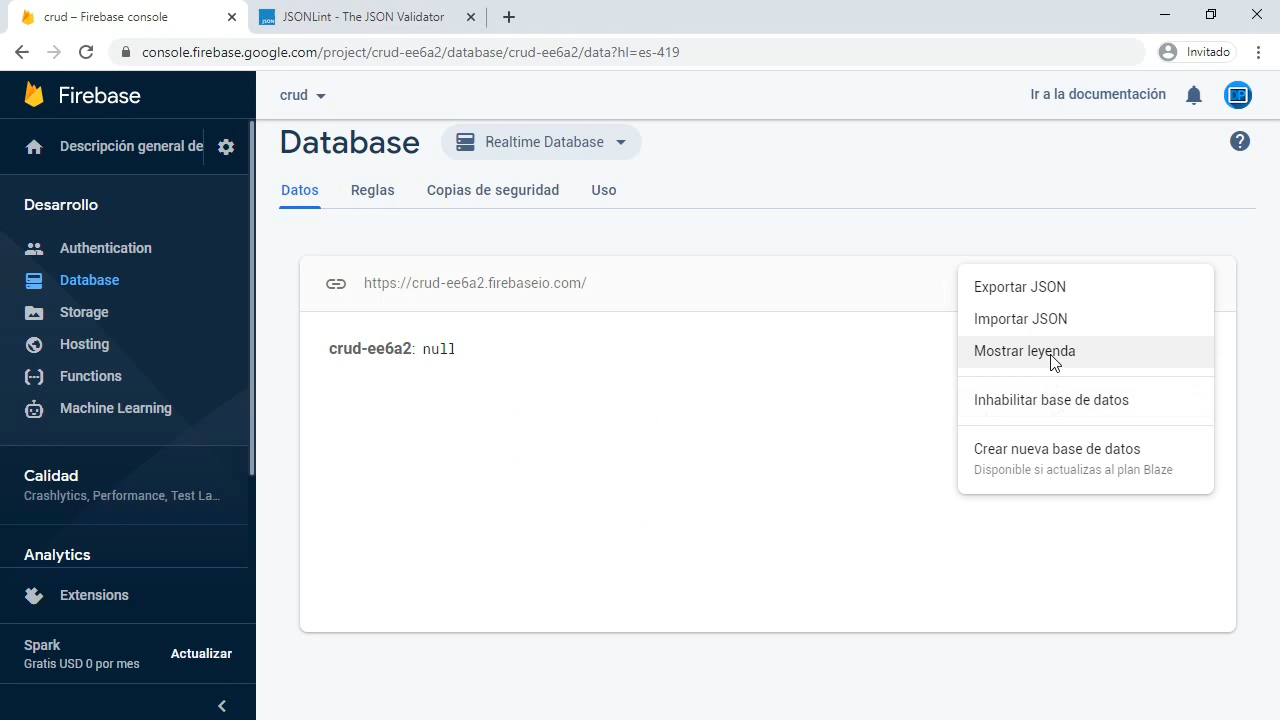 crud – Firebase console
JSONLint - The JSON Validator
console.firebase.google.com/project/crud-ee6a2/database/crud-ee6a2/data?hl=es-419
Invitado
Firebase
crud
Ir a la documentación
Descripción general de
Database
Realtime Database
Datos
Reglas
Copias de seguridad
Uso
Desarrollo
Authentication
Database
Storage
Hosting
Functions
Machine Learning
https://crud-ee6a2.firebaseio.com/
crud-ee6a2: null
Exportar JSON
Importar JSON
Mostrar leyenda
Inhabilitar base de datos
Crear nueva base de datos
Disponible si actualizas al plan Blaze
Calidad
Crashlytics, Performance, Test La...
Analytics
Extensions
Spark
Gratis USD 0 por mes
Actualizar